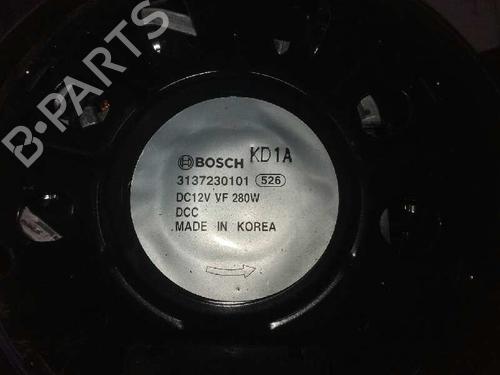 B-PARTS
BOSCH KD1A
3137230101 526
DC12V VF 280W
DCC
MADE IN KOREA